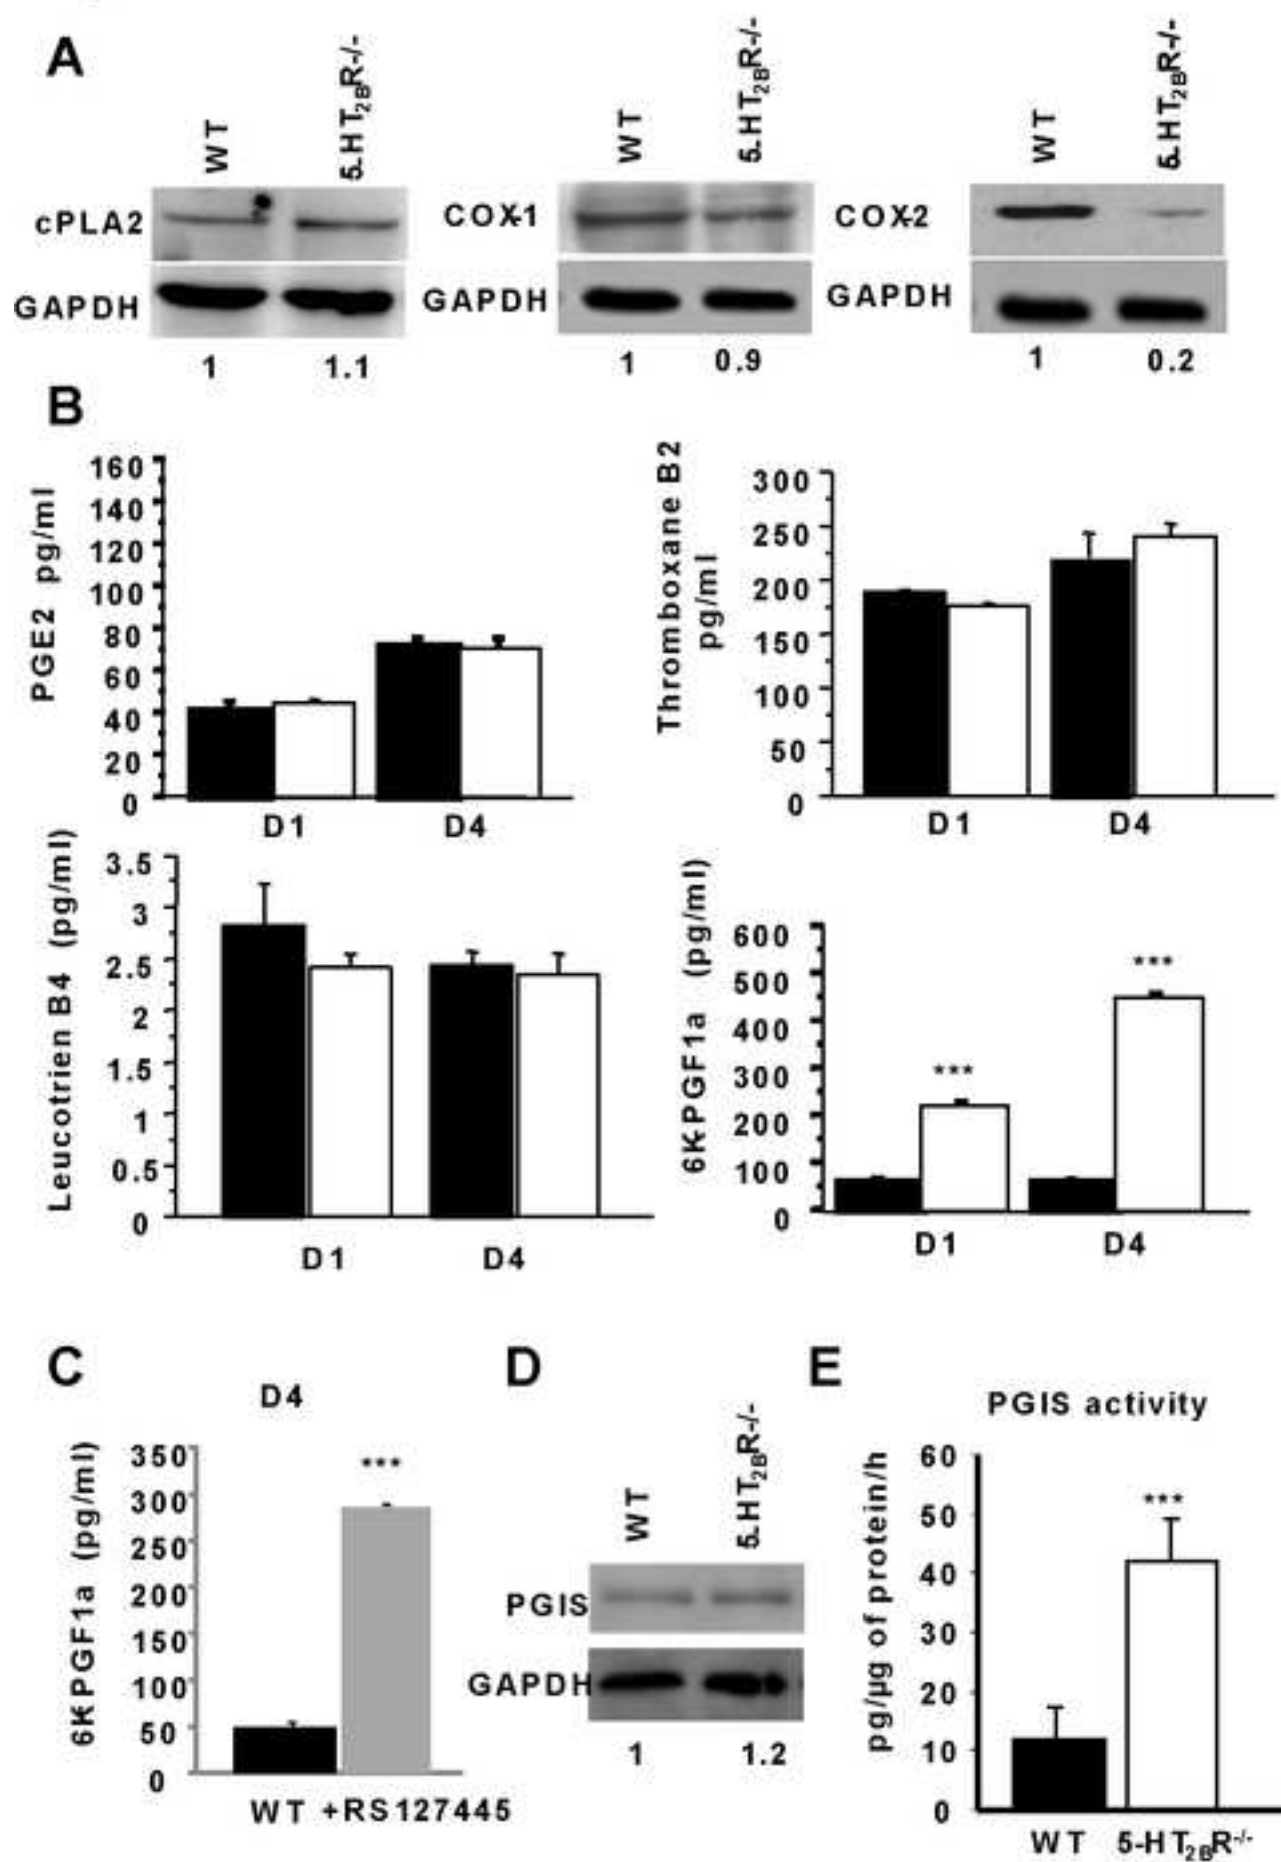 A
WT 5-HT2BR-/- WT 5-HT2BR-/- WT 5-HT2BR-/-
cPLA2 COX-1 COX-2
GAPDH GAPDH GAPDH
1 1.1 1 0.9 1 0.2
B
PGE2 pg/ml
160
140
120
100
80
60
40
20
0
D1 D4
Thromboxane B2
pg/ml
300
250
200
150
100
50
0
D1 D4
Leucotrien B4 (pg/ml)
3.5
3
2.5
2
1.5
1
0.5
0
D1 D4
6K-PGF1a (pg/ml)
600
500
400
300
200
100
0
*** ***
D1 D4
C
D4
6K-PGF1a (pg/ml)
350
300
250
200
150
100
50
0
***
WT +RS127445
D
WT 5-HT2BR-/-
PGIS
GAPDH
1 1.2
E
PGIS activity
pg/µg of protein/h
60
50
40
30
20
10
0
***
WT 5-HT2BR-/-